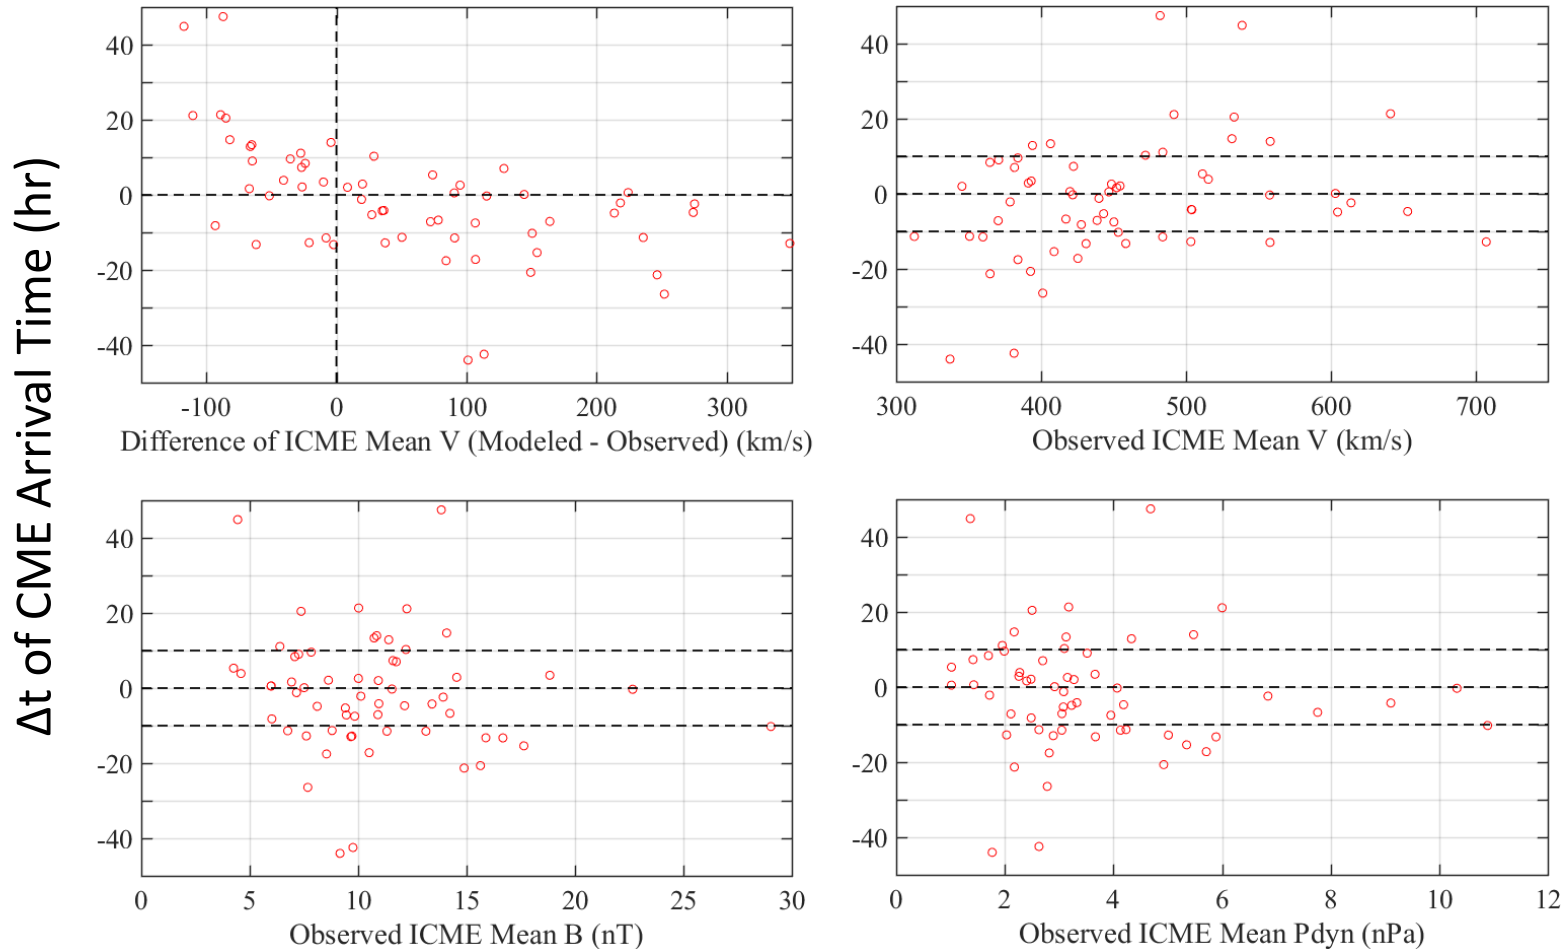 Δt of CME Arrival Time (hr)
40
20
0
-20
-40
-100 0 100 200 300
Difference of ICME Mean V (Modeled - Observed) (km/s)
40
20
0
-20
-40
300 400 500 600 700
Observed ICME Mean V (km/s)
40
20
0
-20
-40
0 5 10 15 20 25 30
Observed ICME Mean B (nT)
40
20
0
-20
-40
0 2 4 6 8 10 12
Observed ICME Mean Pdyn (nPa)